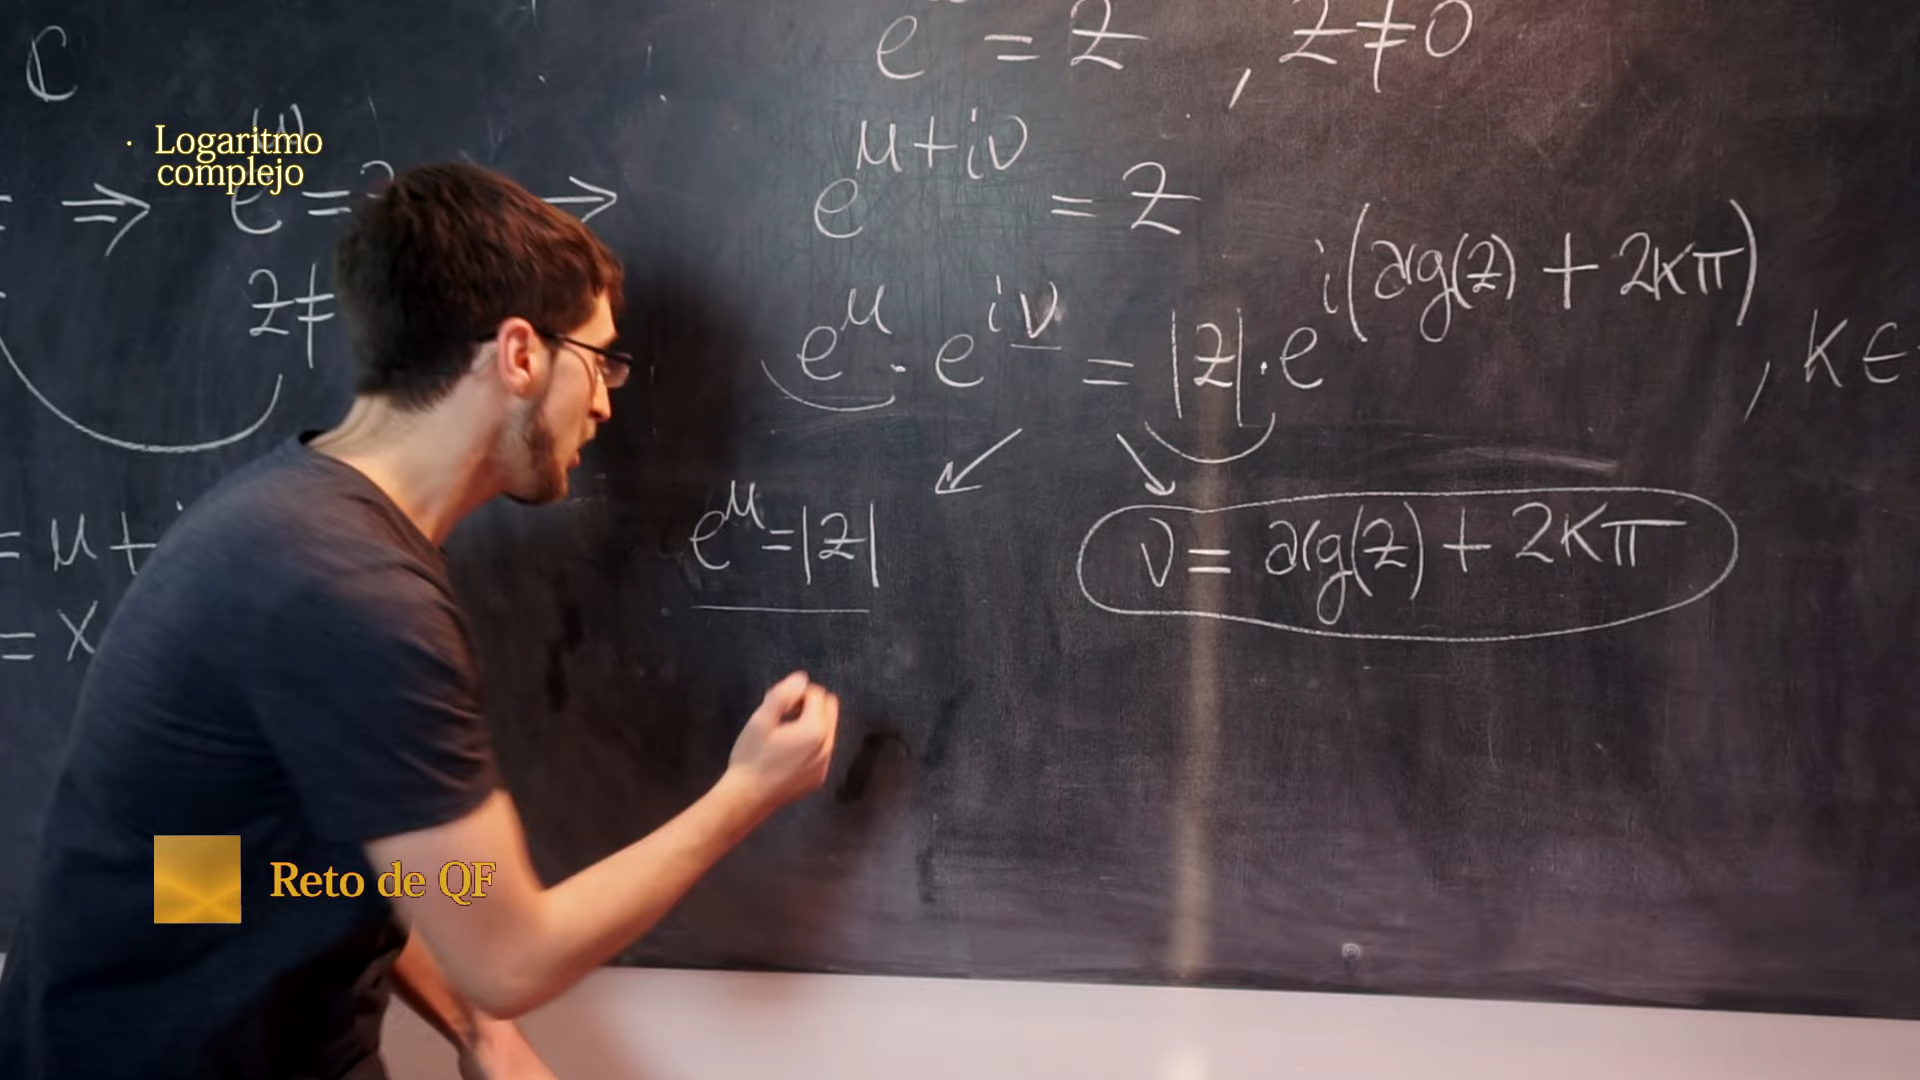 ℂ
e = z , z≠0
Logaritmo
complejo
⇒ e^w = z ⇒
z≠
e^{u+iv} = z
e^u · e^{iv} = |z| · e^{i(arg(z) + 2kπ)} , k ∈
e^u = |z|
v = arg(z) + 2kπ
= u +
= x
Reto de QF